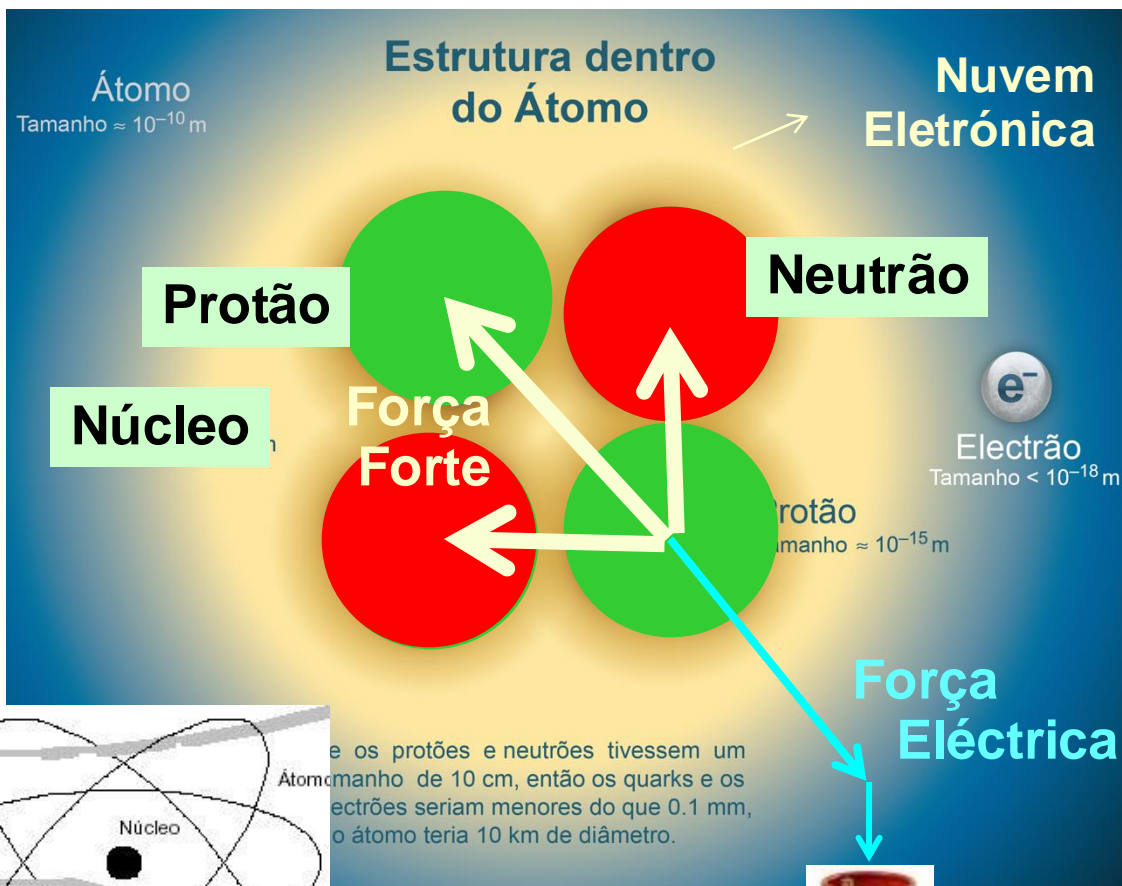 Estrutura dentro
do Átomo
Átomo
Tamanho ≈ 10⁻¹⁰ m
Nuvem
Eletrónica
Protão
Neutrão
Núcleo
Força
Forte
e⁻
Electrão
Tamanho < 10⁻¹⁸ m
rotão
amanho ≈ 10⁻¹⁵ m
Força
Eléctrica
e os protões e neutrões tivessem um
manho de 10 cm, então os quarks e os
ectrões seriam menores do que 0.1 mm,
o átomo teria 10 km de diâmetro.
Átomo
Núcleo